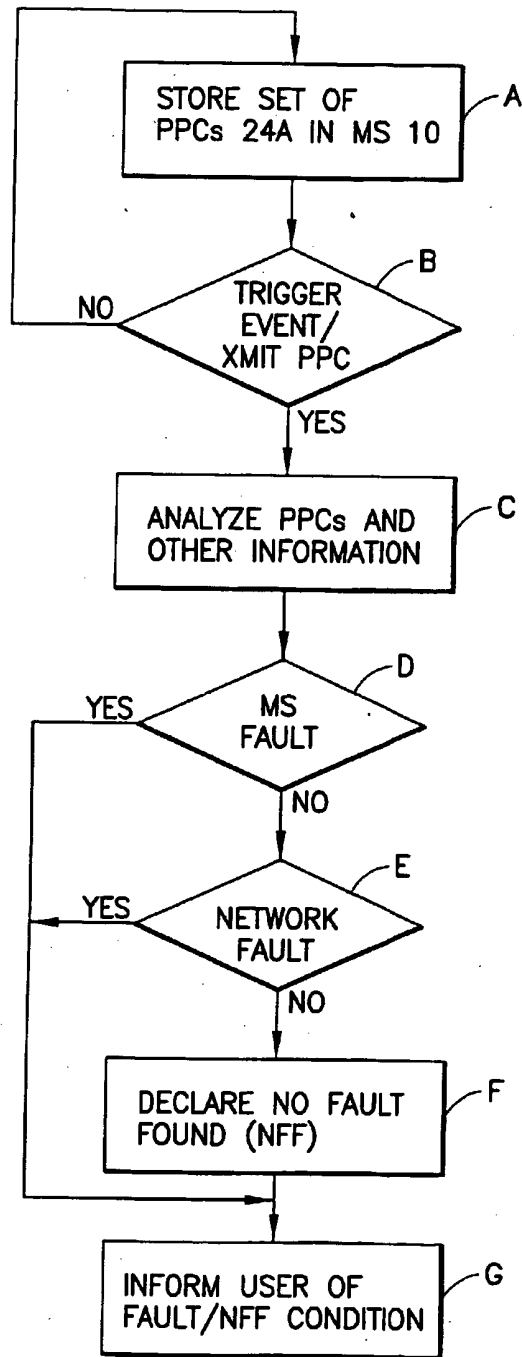 STORE SET OF
PPCs 24A IN MS 10
A
B
NO
TRIGGER
EVENT/
XMIT PPC
YES
C
ANALYZE PPCs AND
OTHER INFORMATION
D
YES
MS
FAULT
NO
E
YES
NETWORK
FAULT
NO
F
DECLARE NO FAULT
FOUND (NFF)
G
INFORM USER OF
FAULT/NFF CONDITION